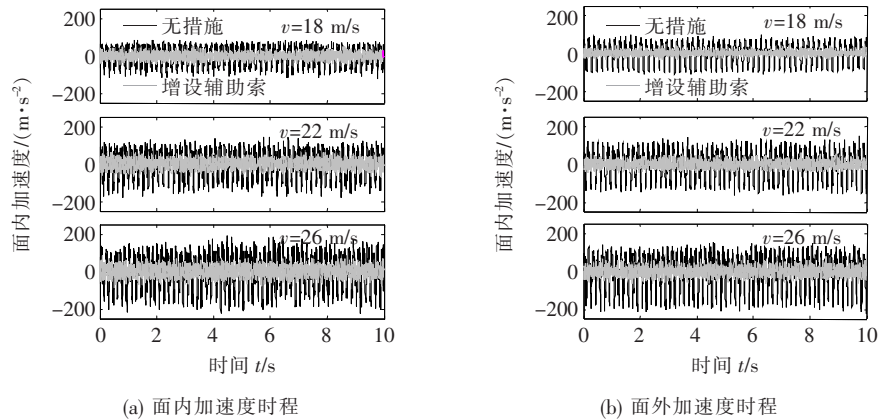 200
无措施
v=18 m/s
0
-200
增设辅助索
200
v=22 m/s
0
-200
200
v=26 m/s
0
-200
0 2 4 6 8 10
面内加速度/(m·s⁻²)
时间 t/s
(a) 面内加速度时程
200
无措施
v=18 m/s
0
-200
增设辅助索
200
v=22 m/s
0
-200
200
v=26 m/s
0
-200
0 2 4 6 8 10
面内加速度/(m·s⁻²)
时间 t/s
(b) 面外加速度时程